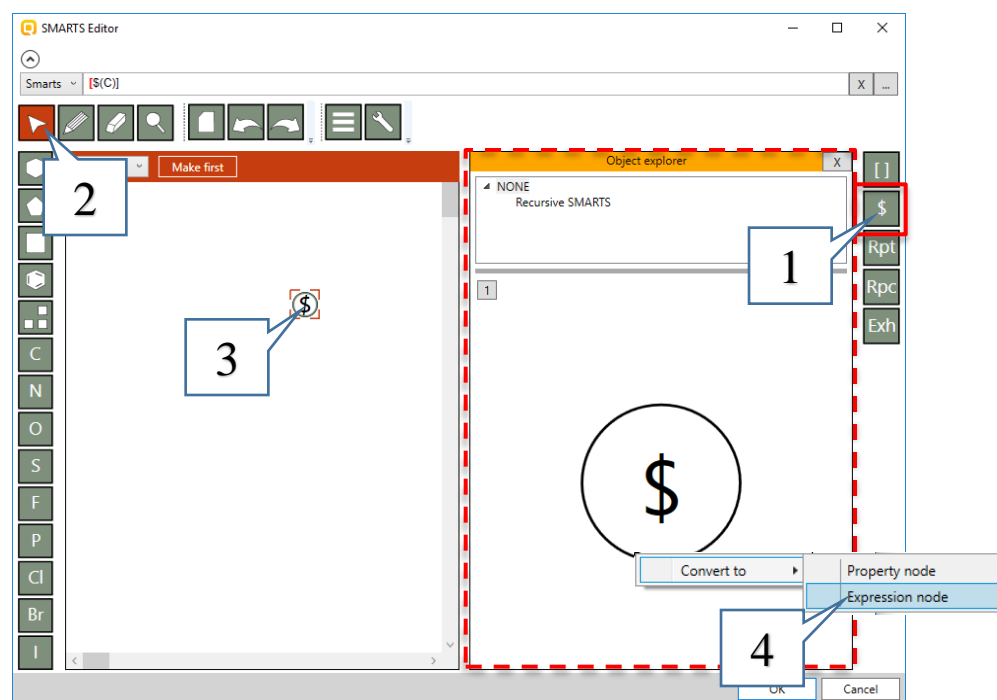 SMARTS Editor
Smarts [$(C)] X ...
Make first
Object explorer X
NONE
Recursive SMARTS
1
[ ]
$
Rpt
Rpc
Exh
C
N
O
S
F
P
Cl
Br
I
2
1
$
3
$
Convert to
Property node
Expression node
4
OK Cancel